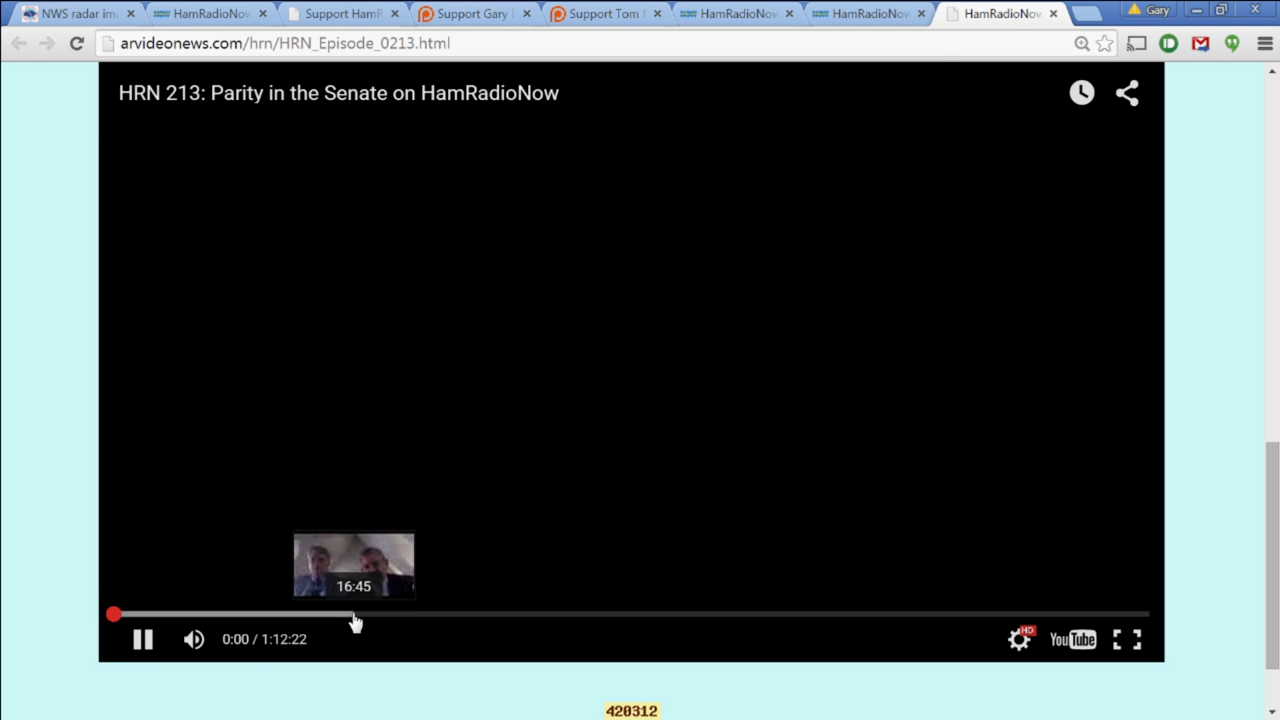 NWS radar im
HamRadioNow
Support HamR
Support Gary
Support Tom
HamRadioNow
HamRadioNow
HamRadioNow
Gary
arvideonews.com/hrn/HRN_Episode_0213.html
HRN 213: Parity in the Senate on HamRadioNow
16:45
0:00 / 1:12:22
HD
YouTube
420312